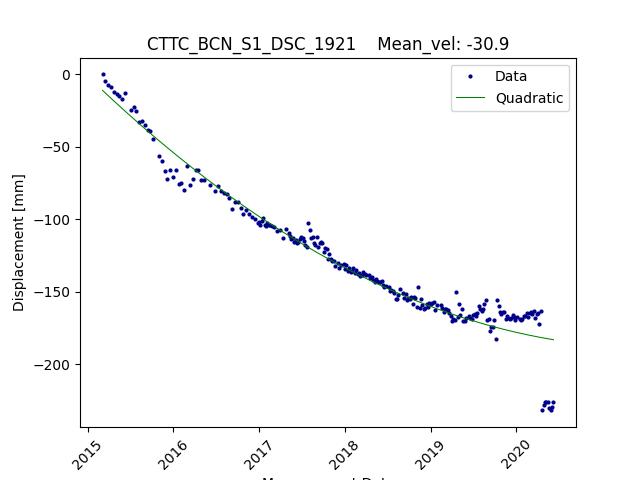 CTTC_BCN_S1_DSC_1921    Mean_vel: -30.9
Data
Quadratic
Displacement [mm]
0
−50
−100
−150
−200
2015
2016
2017
2018
2019
2020